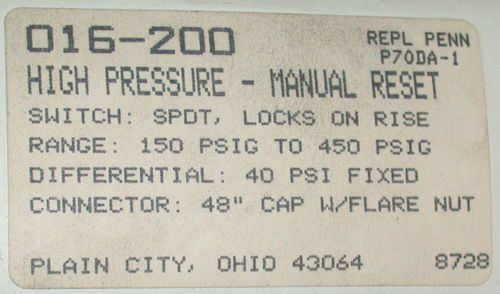 016-200 REPL PENN
P70DA-1
HIGH PRESSURE - MANUAL RESET
SWITCH: SPDT, LOCKS ON RISE
RANGE: 150 PSIG TO 450 PSIG
DIFFERENTIAL: 40 PSI FIXED
CONNECTOR: 48" CAP W/FLARE NUT
PLAIN CITY, OHIO 43064 8728